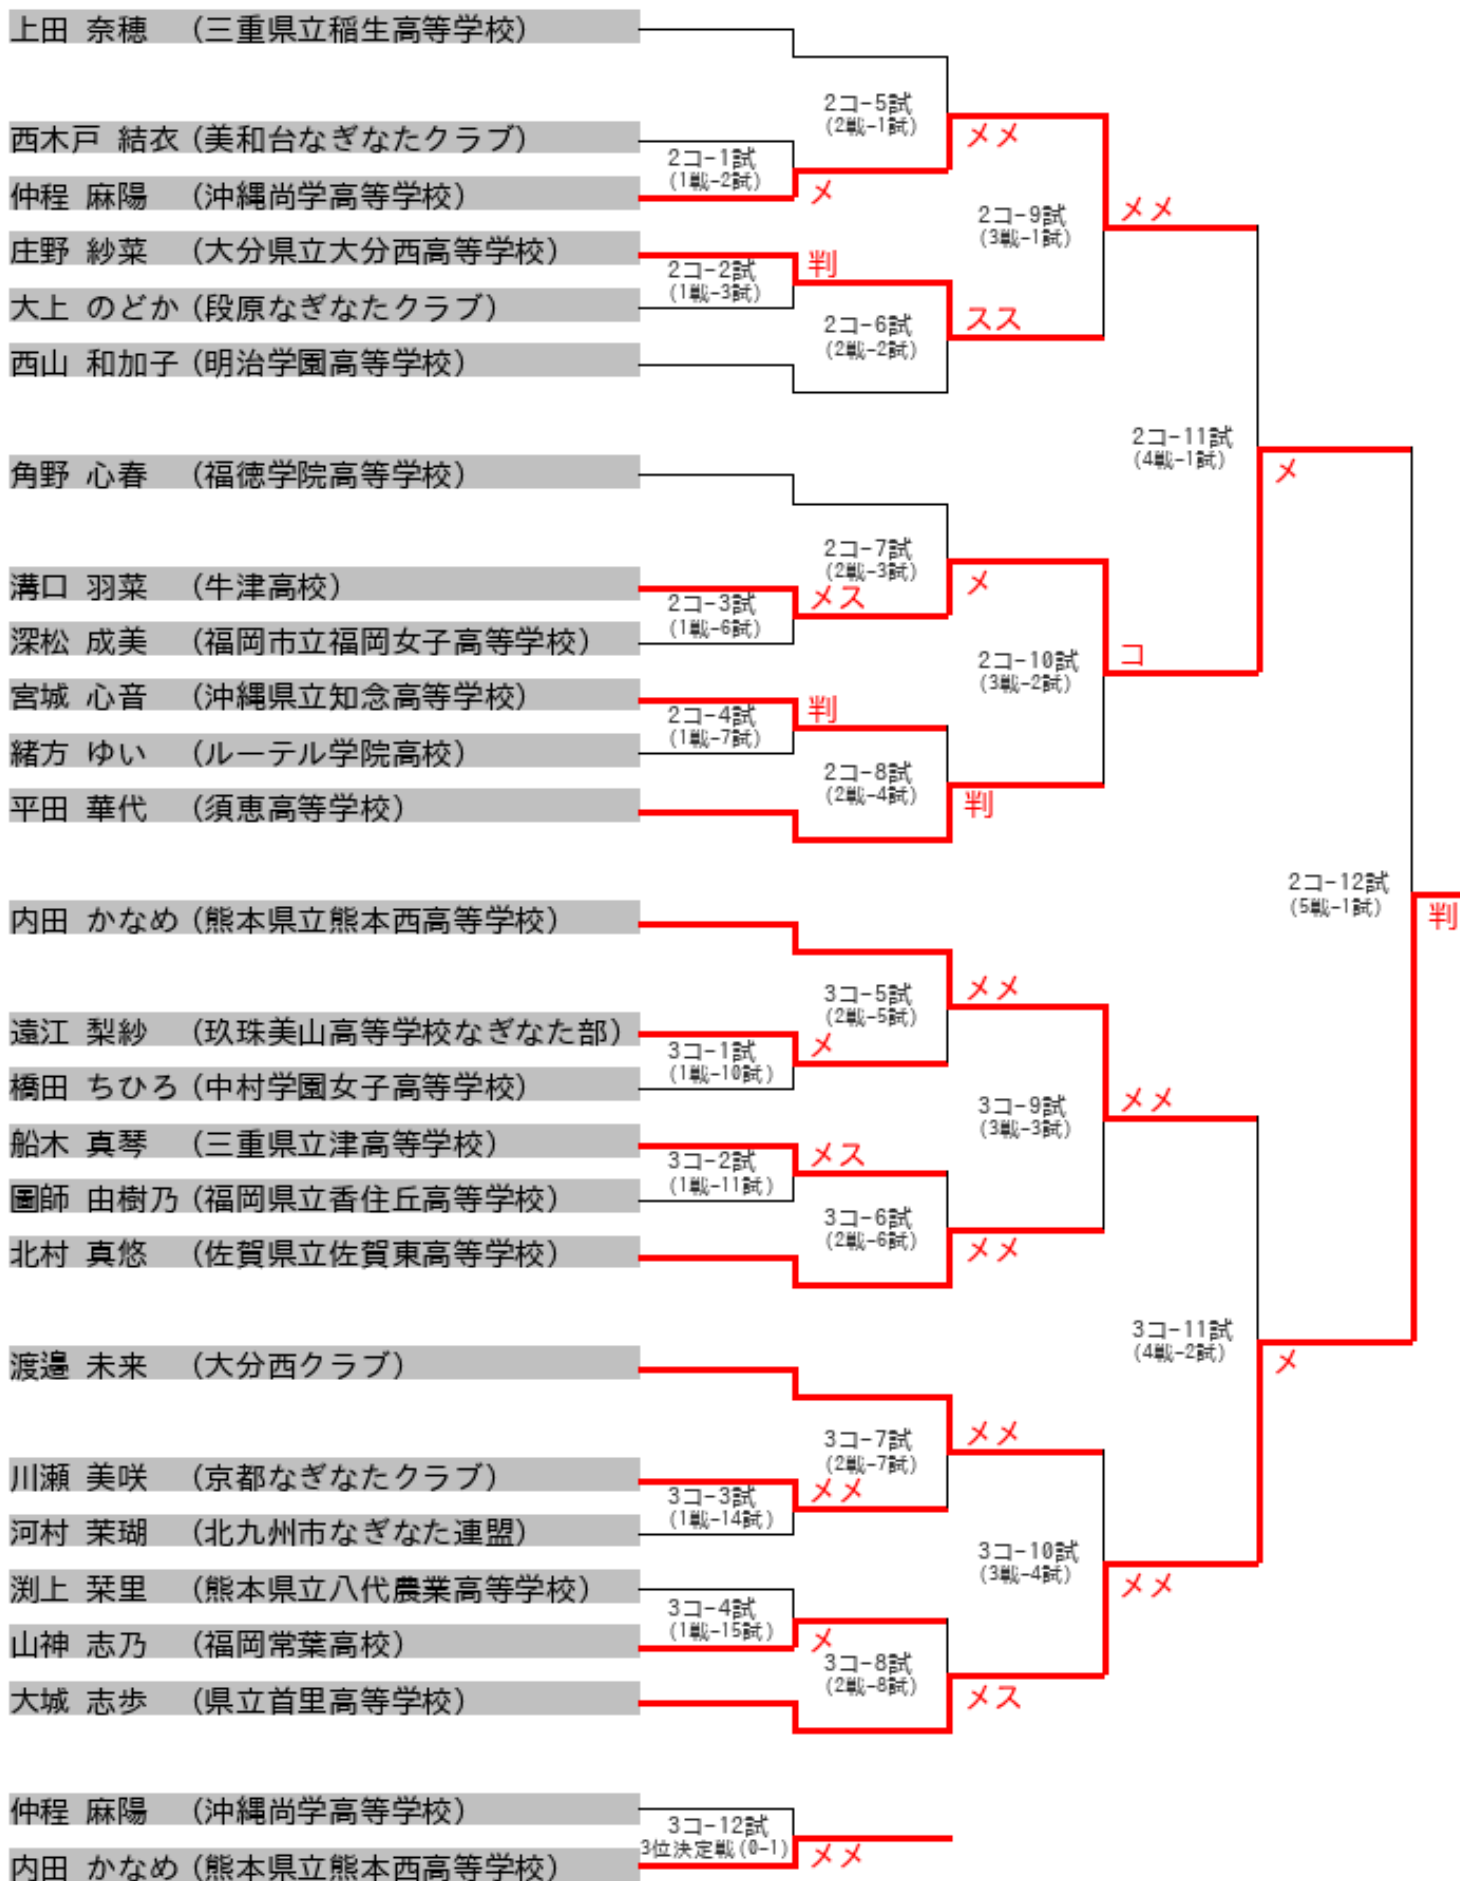 上田 奈穂 (三重県立稲生高等学校)
2コ-5試
(2戦-1試)
メメ
西木戸 結衣 (美和台なぎなたクラブ)
2コ-1試
(1戦-2試)
メ
仲程 麻陽 (沖縄尚学高等学校)
2コ-9試
(3戦-1試)
メメ
庄野 紗菜 (大分県立大分西高等学校)
2コ-2試
(1戦-3試)
判
大上 のどか (段原なぎなたクラブ)
2コ-6試
(2戦-2試)
スス
西山 和加子 (明治学園高等学校)
2コ-11試
(4戦-1試)
メ
角野 心春 (福徳学院高等学校)
2コ-7試
(2戦-3試)
メ
溝口 羽菜 (牛津高校)
2コ-3試
(1戦-6試)
メス
深松 成美 (福岡市立福岡女子高等学校)
2コ-10試
(3戦-2試)
コ
宮城 心音 (沖縄県立知念高等学校)
2コ-4試
(1戦-7試)
判
緒方 ゆい (ルーテル学院高校)
2コ-8試
(2戦-4試)
判
平田 華代 (須恵高等学校)
2コ-12試
(5戦-1試)
判
内田 かなめ (熊本県立熊本西高等学校)
3コ-5試
(2戦-5試)
メメ
遠江 梨紗 (玖珠美山高等学校なぎなた部)
3コ-1試
(1戦-10試)
メ
橋田 ちひろ (中村学園女子高等学校)
3コ-9試
(3戦-3試)
メメ
船木 真琴 (三重県立津高等学校)
3コ-2試
(1戦-11試)
メス
圖師 由樹乃 (福岡県立香住丘高等学校)
3コ-6試
(2戦-6試)
メメ
北村 真悠 (佐賀県立佐賀東高等学校)
3コ-11試
(4戦-2試)
メ
渡邉 未来 (大分西クラブ)
3コ-7試
(2戦-7試)
メメ
川瀬 美咲 (京都なぎなたクラブ)
3コ-3試
(1戦-14試)
メメ
河村 茉瑚 (北九州市なぎなた連盟)
3コ-10試
(3戦-4試)
メメ
渕上 栞里 (熊本県立八代農業高等学校)
3コ-4試
(1戦-15試)
メ
山神 志乃 (福岡常葉高校)
3コ-8試
(2戦-8試)
メス
大城 志歩 (県立首里高等学校)
仲程 麻陽 (沖縄尚学高等学校)
3コ-12試
3位決定戦(0-1)
メメ
内田 かなめ (熊本県立熊本西高等学校)